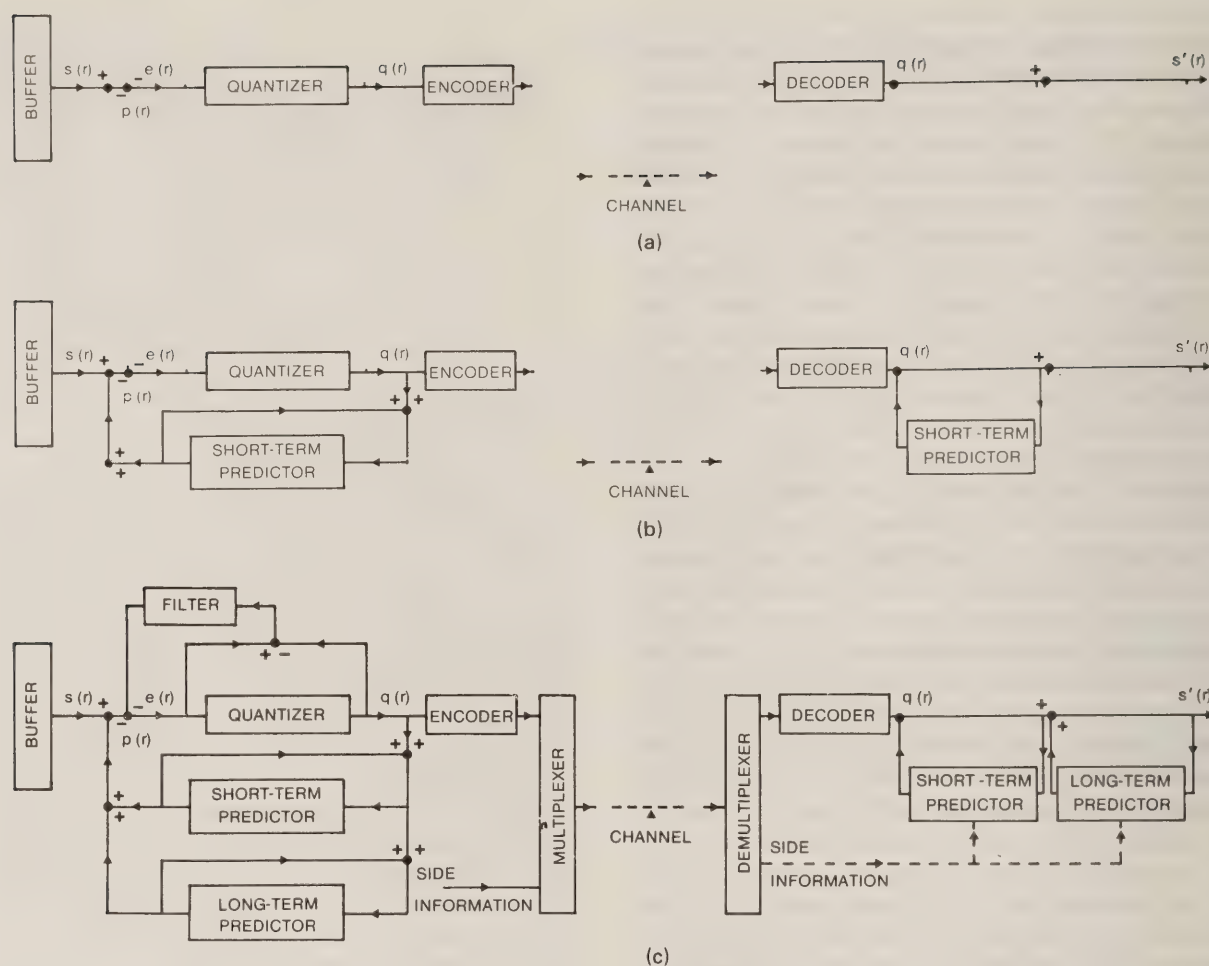 BUFFER
s (r)
+
−
e (r)
−
p (r)
QUANTIZER
q (r)
ENCODER
DECODER
q (r)
+
s′ (r)
CHANNEL
(a)
BUFFER
s (r)
+
−
e (r)
−
p (r)
QUANTIZER
q (r)
ENCODER
+ +
SHORT-TERM
PREDICTOR
+
+
DECODER
q (r)
+
s′ (r)
SHORT-TERM
PREDICTOR
CHANNEL
(b)
FILTER
+ −
BUFFER
s (r)
+
−
e (r)
−
p (r)
QUANTIZER
q (r)
ENCODER
+ +
SHORT-TERM
PREDICTOR
+
+
+ +
LONG-TERM
PREDICTOR
SIDE
INFORMATION
MULTIPLEXER
CHANNEL
DEMULTIPLEXER
DECODER
q (r)
+
+
s′ (r)
SHORT-TERM
PREDICTOR
LONG-TERM
PREDICTOR
SIDE
INFORMATION
(c)